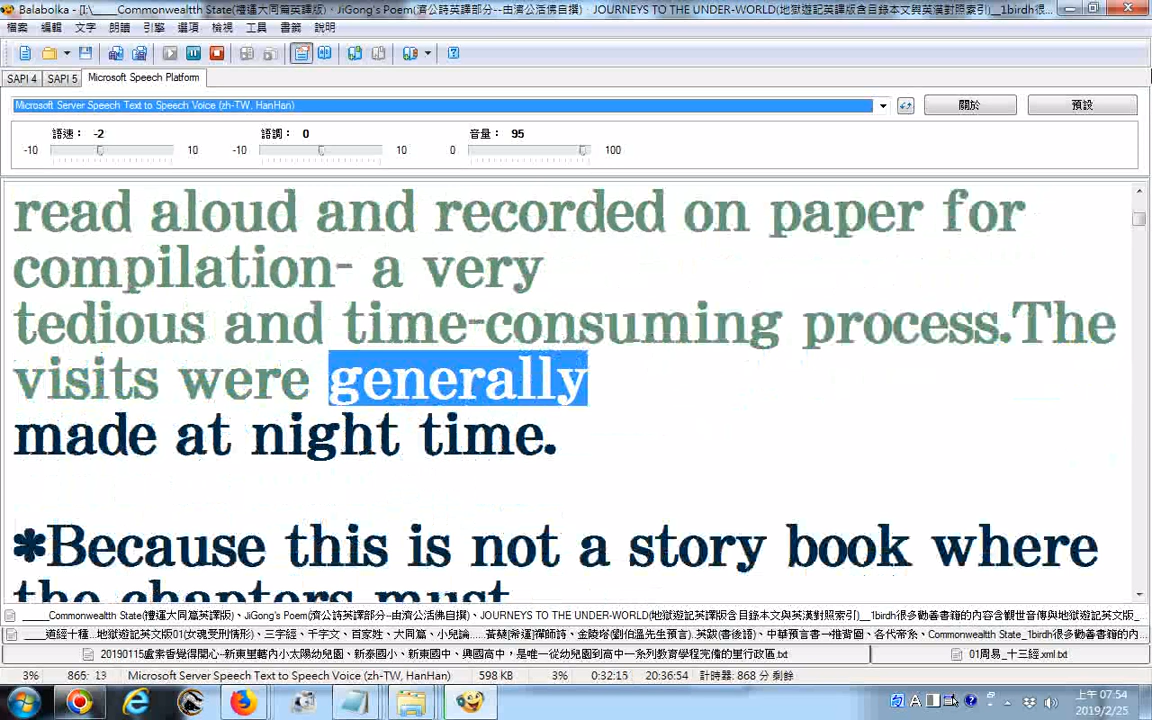 Balabolka - [I:\_____Commonwealtth State(禮運大同篇英譯版)、JiGong's Poem(濟公詩英譯部分--由濟公活佛自撰)、JOURNEYS TO THE UNDER-WORLD(地獄遊記英譯版含目錄本文與英漢對照索引)__1birdh很...
檔案 編輯 文字 朗讀 引擎 選項 檢視 工具 書籤 說明
SAPI 4 SAPI 5 Microsoft Speech Platform
Microsoft Server Speech Text to Speech Voice (zh-TW, HanHan) 關於 預設
語速： -2 語調： 0 音量： 95
-10 10 -10 10 0 100
read aloud and recorded on paper for
compilation- a very
tedious and time-consuming process.The
visits were generally
made at night time.
*Because this is not a story book where
the chapters must
_____Commonwealtth State(禮運大同篇英譯版)、JiGong's Poem(濟公詩英譯部分--由濟公活佛自撰)、JOURNEYS TO THE UNDER-WORLD(地獄遊記英譯版含目錄本文與英漢對照索引)__1birdh很多勸善書籍的內容含觀世音傳與地獄遊記英文版_
道經十種...地獄遊記英文版01(女魂受刑情形)、三字經、千字文、百家姓、大同篇、小兒論......黃櫱[希運]禪師詩、金陵塔(劉伯溫先生預言).英跋(書後語)、中華預言書—推背圖、各代帝系、Commonwealth State_1birdh很多勸善書籍的內...
20190115盧素香覺得開心--新東里轄內小太陽幼兒園、新泰國小、新東國中、興國高中，是唯一從幼兒園到高中一系列教育學程完備的里行政區.txt 01周易_十三經.xml.txt
3% 865: 13 Microsoft Server Speech Text to Speech Voice (zh-TW, HanHan) 598 KB 3% 0:32:15 20:36:54 計時器: 868 分 剩餘
上午 07:54
2019/2/25